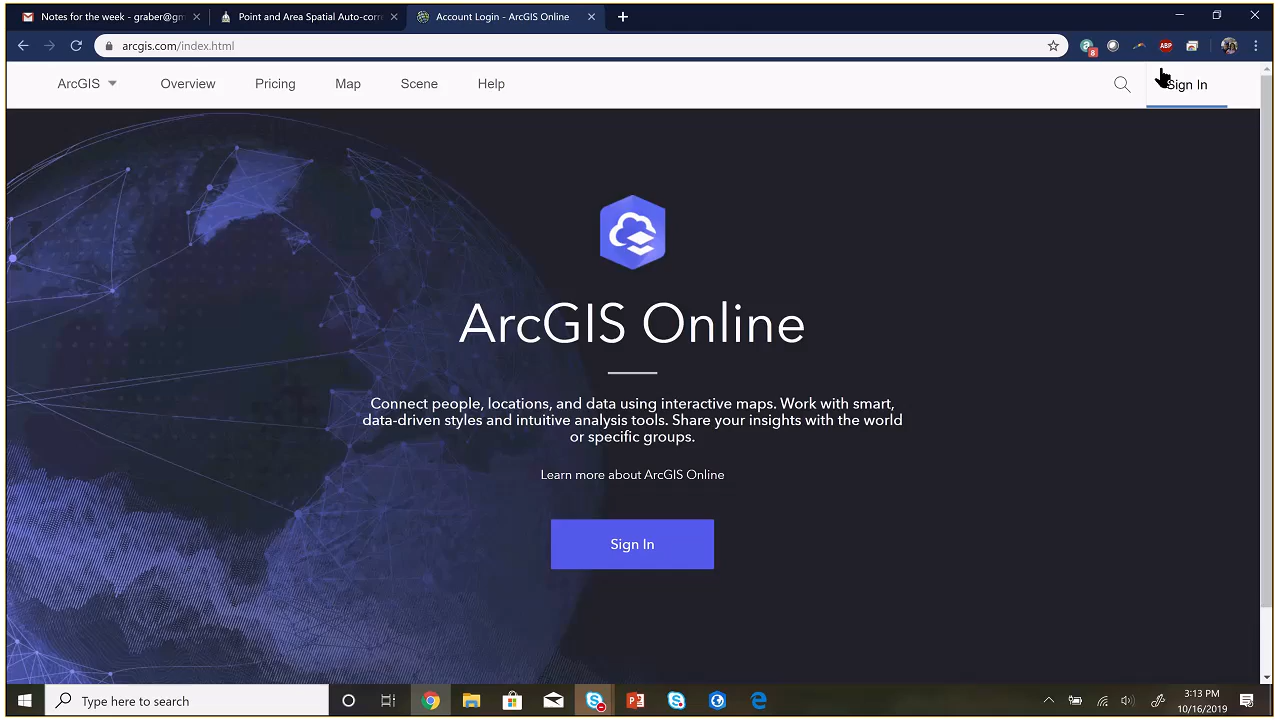 Notes for the week - graber@gm
Point and Area Spatial Auto-corr
Account Login - ArcGIS Online
arcgis.com/index.html
8
ABP
ArcGIS
Overview
Pricing
Map
Scene
Help
Sign In
ArcGIS Online
Connect people, locations, and data using interactive maps. Work with smart,
data-driven styles and intuitive analysis tools. Share your insights with the world
or specific groups.
Learn more about ArcGIS Online
Sign In
Type here to search
3:13 PM
10/16/2019